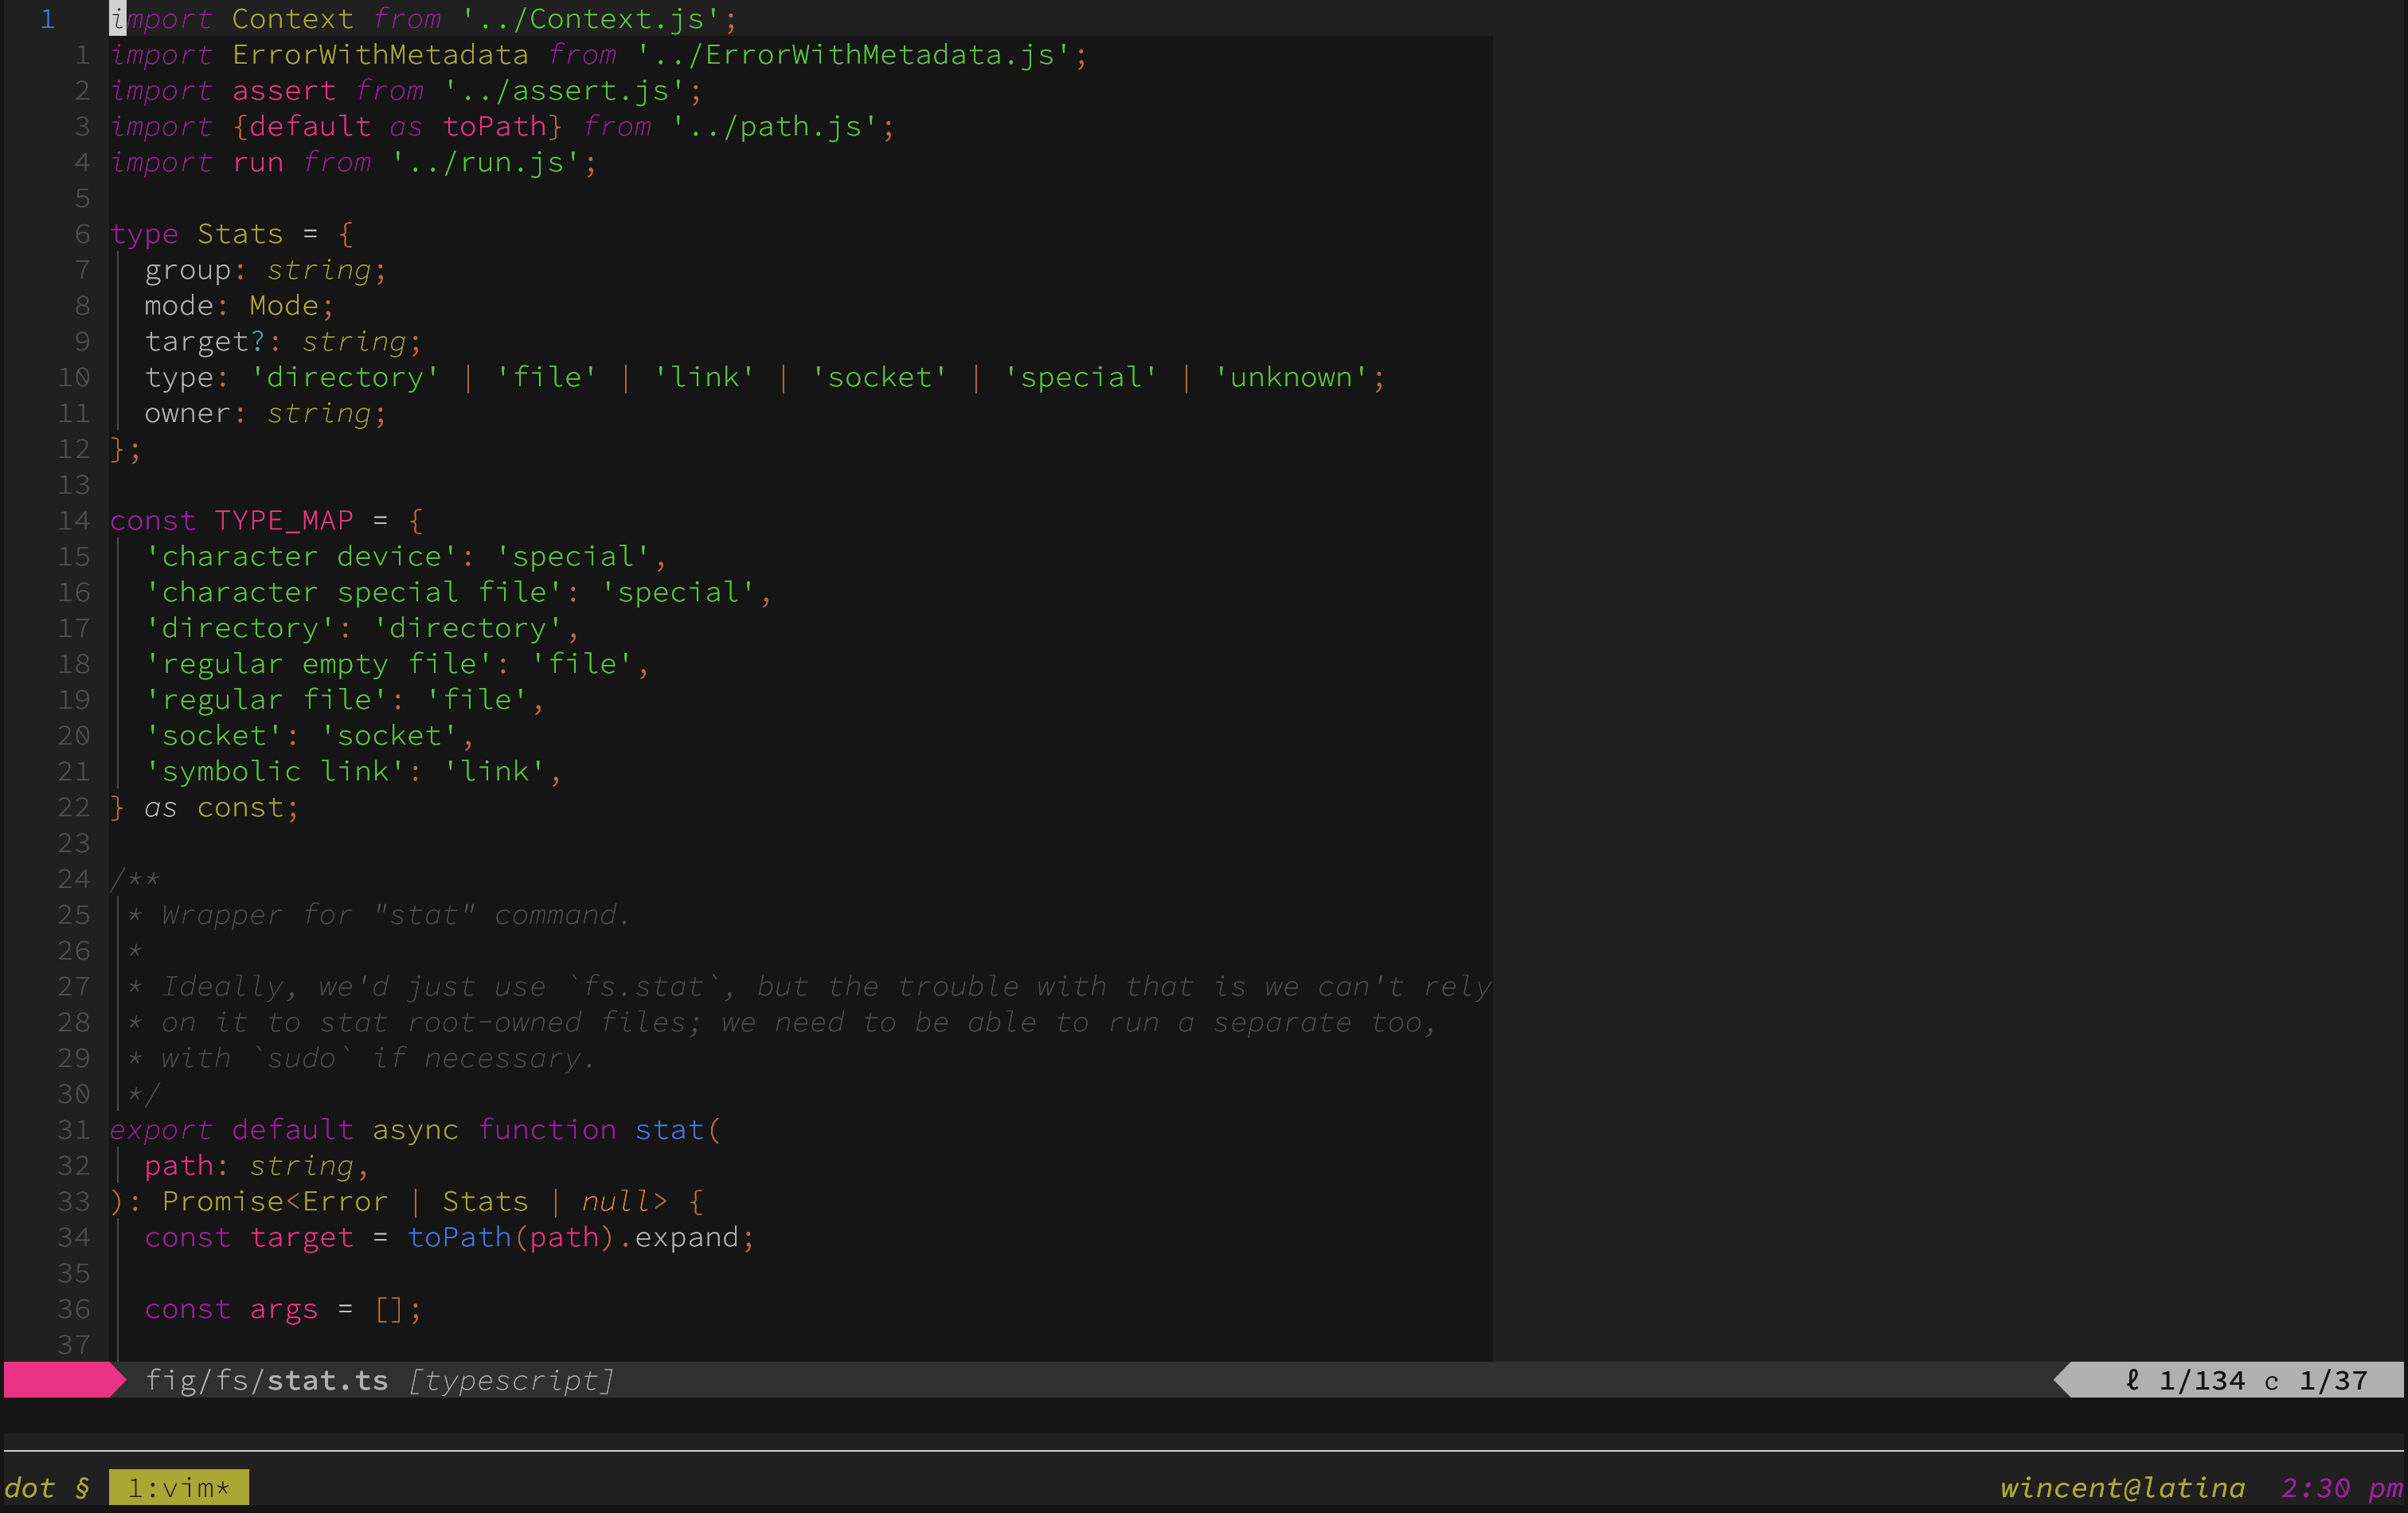 1 import Context from '../Context.js';
1 import ErrorWithMetadata from '../ErrorWithMetadata.js';
2 import assert from '../assert.js';
3 import {default as toPath} from '../path.js';
4 import run from '../run.js';
5
6 type Stats = {
7   group: string;
8   mode: Mode;
9   target?: string;
10   type: 'directory' | 'file' | 'link' | 'socket' | 'special' | 'unknown';
11   owner: string;
12 };
13
14 const TYPE_MAP = {
15   'character device': 'special',
16   'character special file': 'special',
17   'directory': 'directory',
18   'regular empty file': 'file',
19   'regular file': 'file',
20   'socket': 'socket',
21   'symbolic link': 'link',
22 } as const;
23
24 /**
25  * Wrapper for "stat" command.
26  *
27  * Ideally, we'd just use `fs.stat`, but the trouble with that is we can't rely
28  * on it to stat root-owned files; we need to be able to run a separate too,
29  * with `sudo` if necessary.
30  */
31 export default async function stat(
32   path: string,
33 ): Promise<Error | Stats | null> {
34   const target = toPath(path).expand;
35
36   const args = [];
37
fig/fs/stat.ts [typescript] ℓ 1/134 c 1/37
dot § 1:vim* wincent@latina 2:30 pm